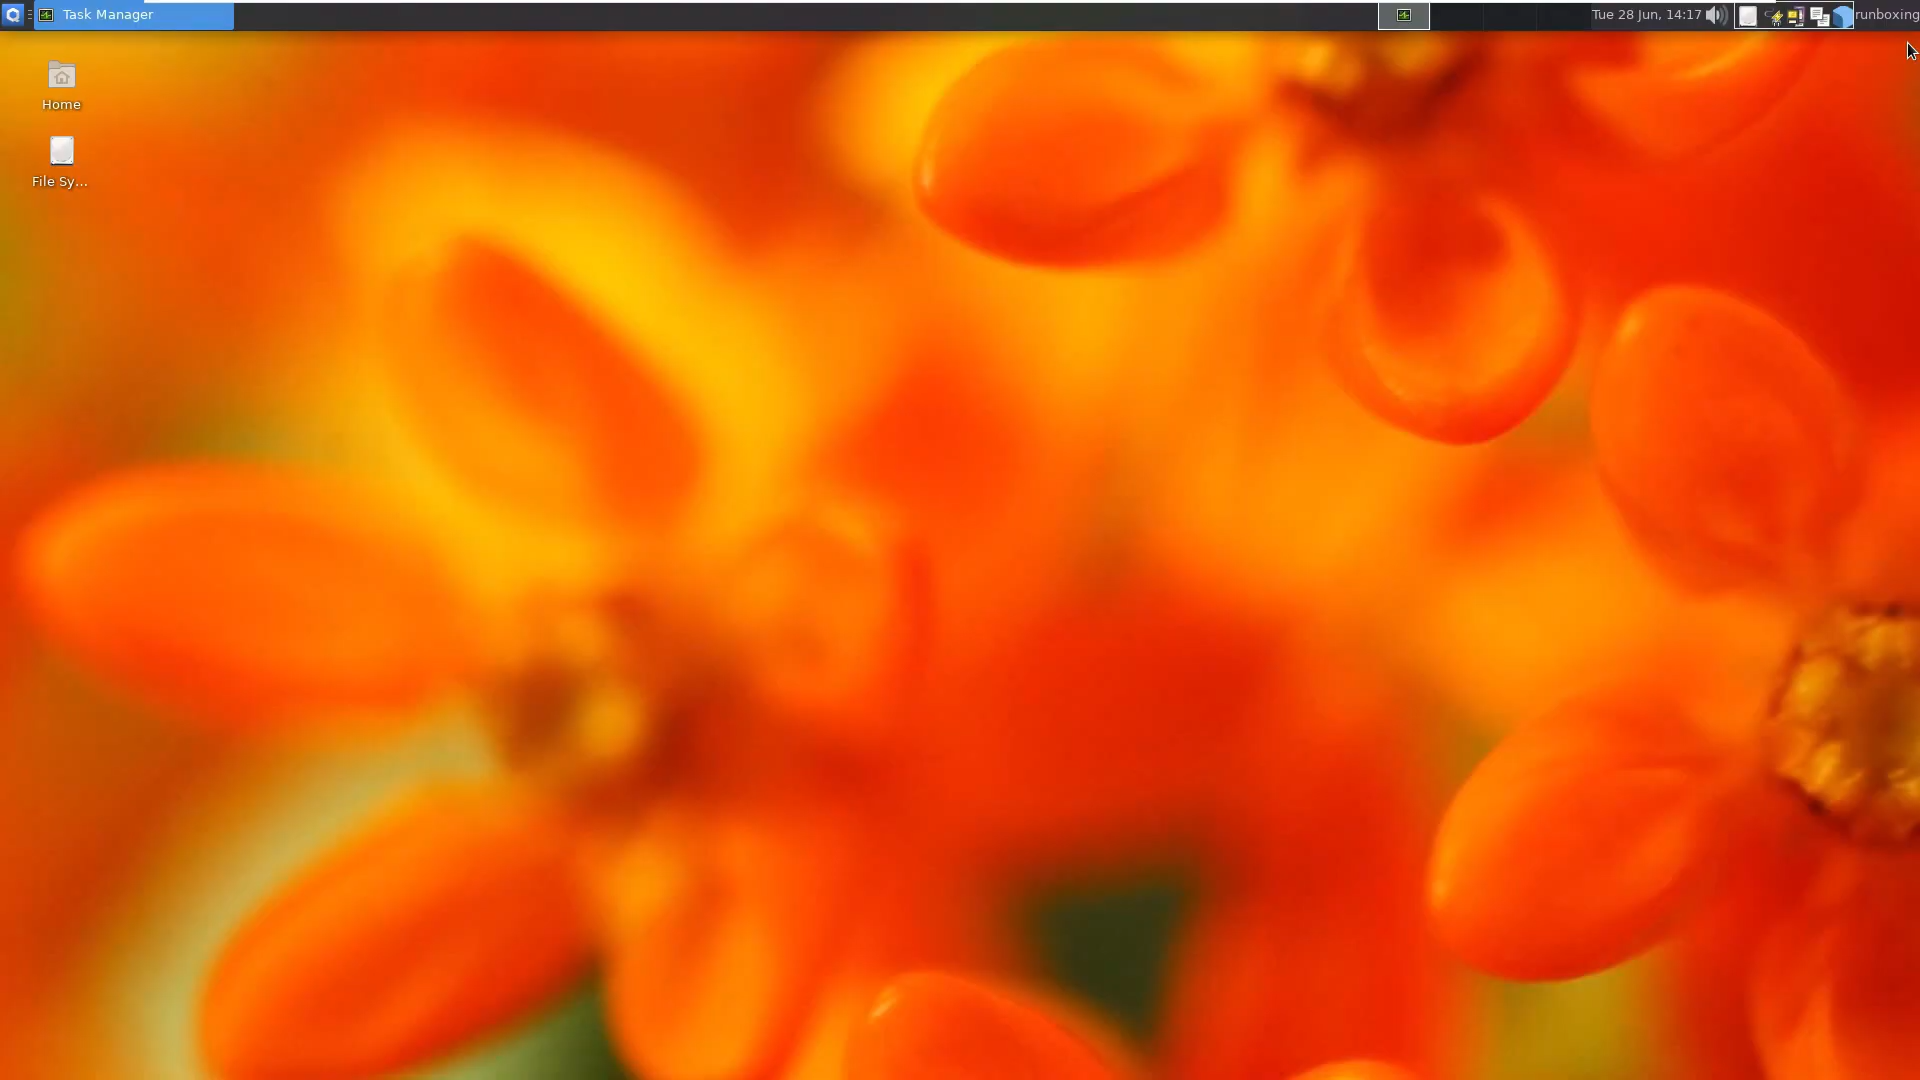 Task Manager
Tue 28 Jun, 14:17
runboxing
Home
File Sy...